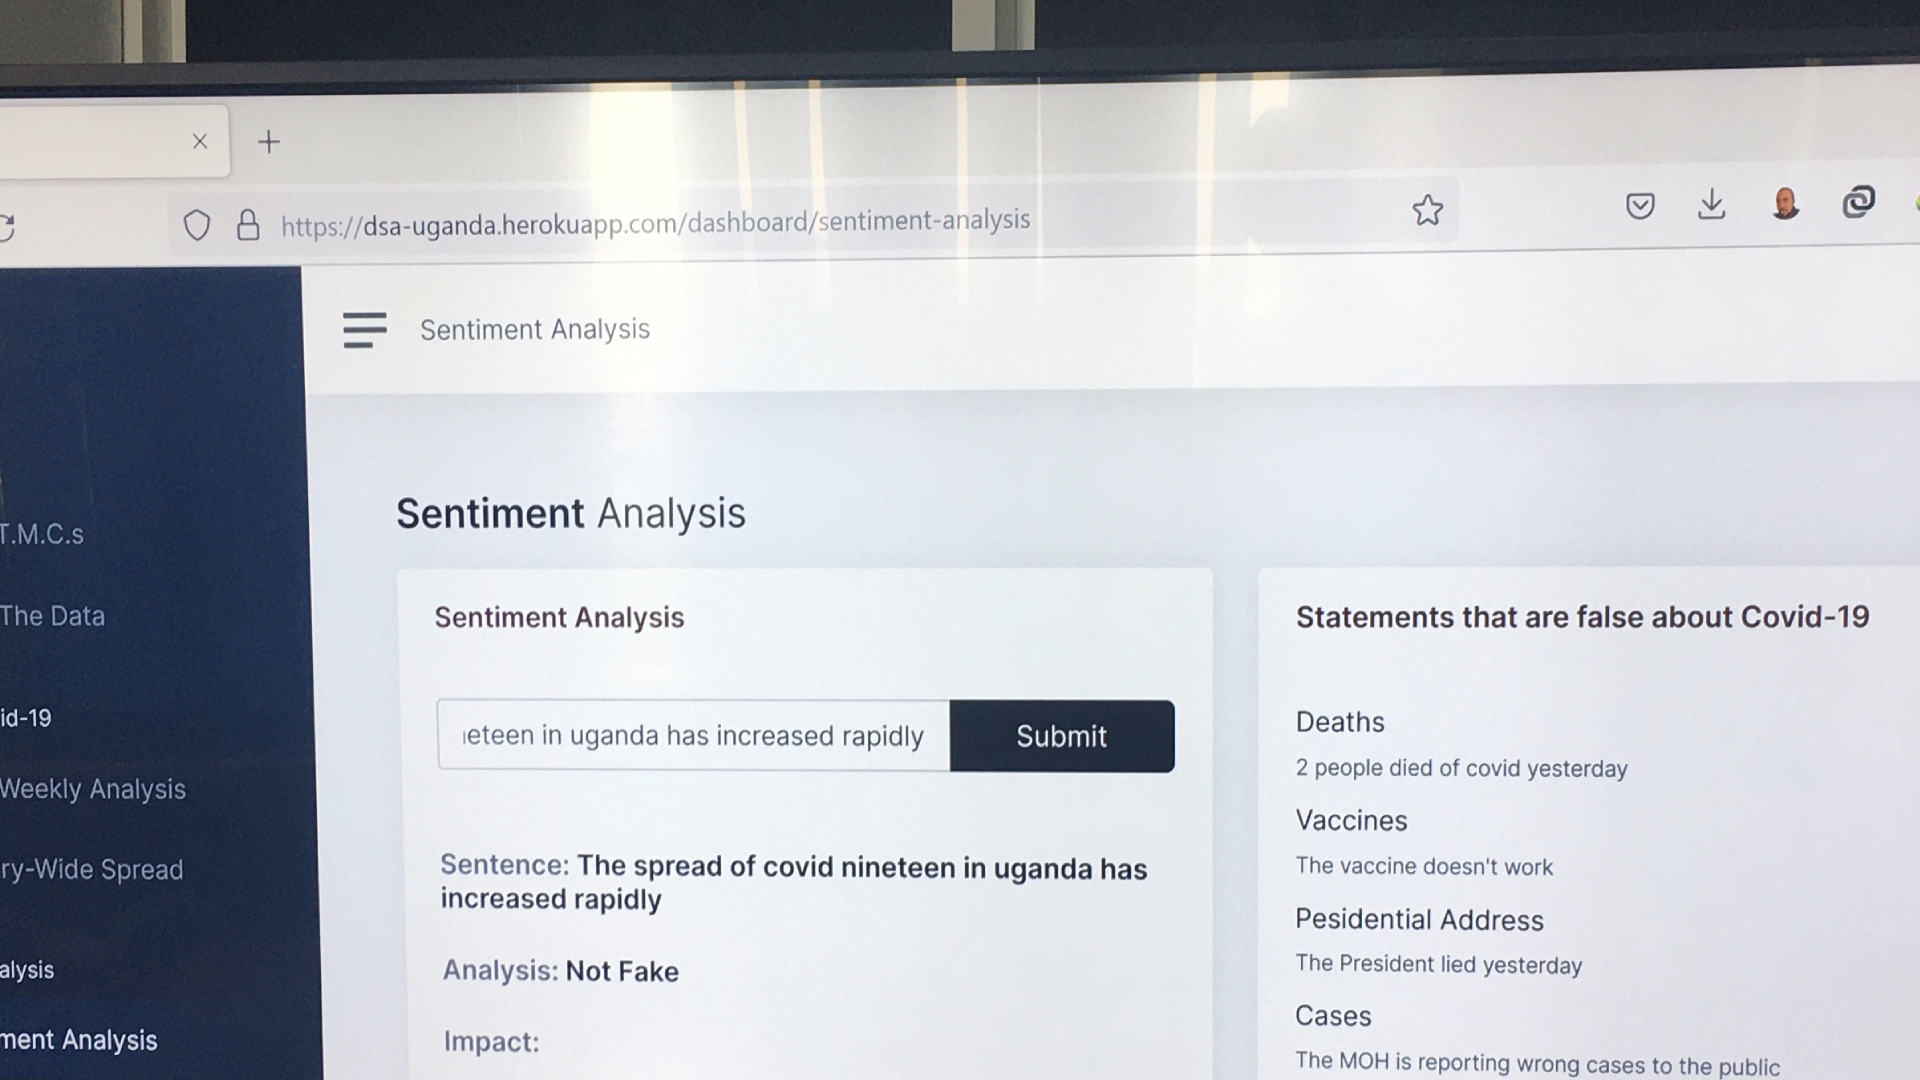 https://dsa-uganda.herokuapp.com/dashboard/sentiment-analysis
Sentiment Analysis
T.M.C.s
The Data
id-19
Weekly Analysis
ry-Wide Spread
alysis
ment Analysis
Sentiment Analysis
Sentiment Analysis
eteen in uganda has increased rapidly
Submit
Sentence: The spread of covid nineteen in uganda has
increased rapidly
Analysis: Not Fake
Impact:
Statements that are false about Covid-19
Deaths
2 people died of covid yesterday
Vaccines
The vaccine doesn't work
Pesidential Address
The President lied yesterday
Cases
The MOH is reporting wrong cases to the public